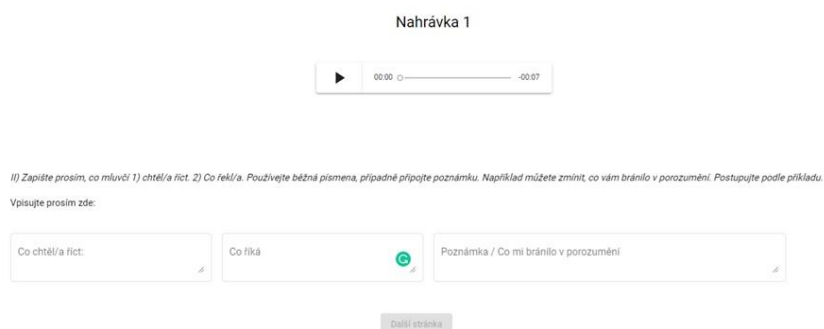 Nahrávka 1
00:00
-00:07
II) Zapište prosím, co mluvčí 1) chtěl/a říct. 2) Co řekl/a. Používejte běžná písmena, případně připojte poznámku. Například můžete zmínit, co vám bránilo v porozumění. Postupujte podle příkladu.
Vpisujte prosím zde:
Co chtěl/a říct:
Co říká
Poznámka / Co mi bránilo v porozumění
Další stránka